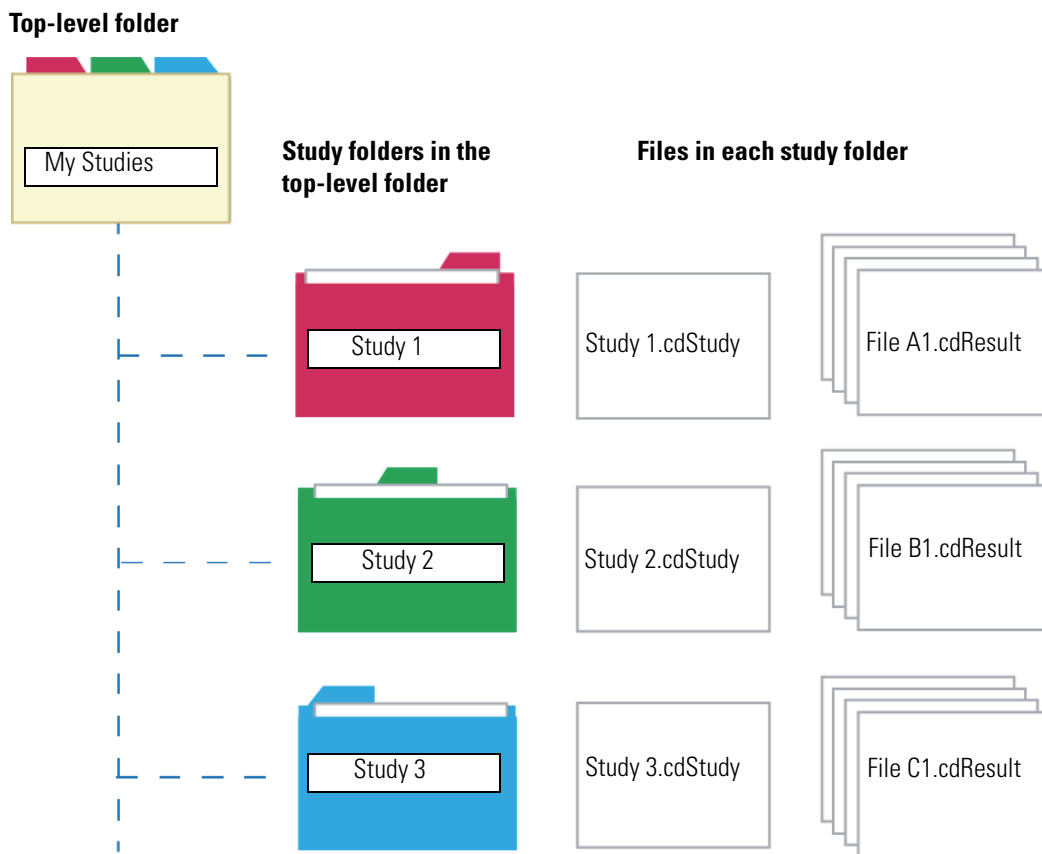 Top-level folder
My Studies
Study folders in the
top-level folder
Files in each study folder
Study 1
Study 1.cdStudy
File A1.cdResult
Study 2
Study 2.cdStudy
File B1.cdResult
Study 3
Study 3.cdStudy
File C1.cdResult